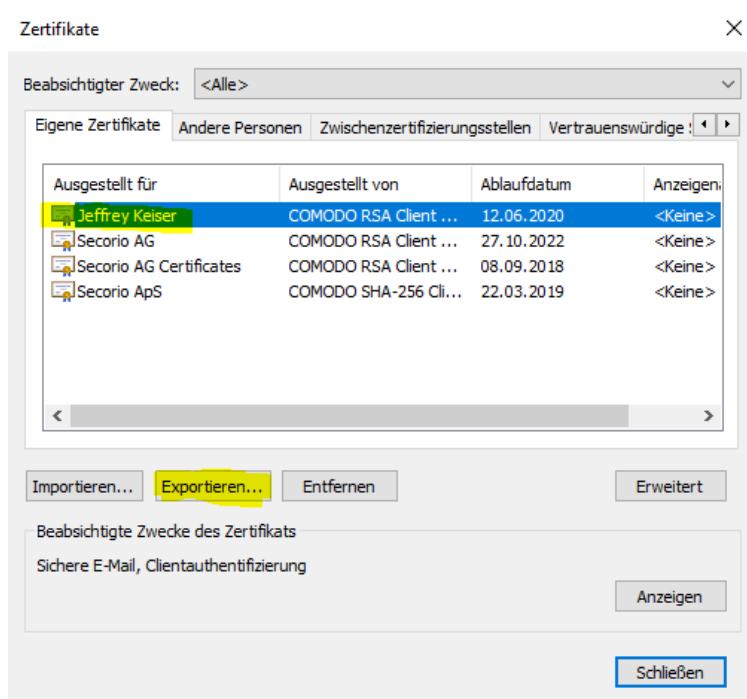 Zertifikate
Beabsichtigter Zweck: <Alle>
Eigene Zertifikate Andere Personen Zwischenzertifizierungsstellen Vertrauenswürdige
Ausgestellt für Ausgestellt von Ablaufdatum Anzeigen
Jeffrey Keiser COMODO RSA Client ... 12.06.2020 <Keine>
Secorio AG COMODO RSA Client ... 27.10.2022 <Keine>
Secorio AG Certificates COMODO RSA Client ... 08.09.2018 <Keine>
Secorio ApS COMODO SHA-256 Cli... 22.03.2019 <Keine>
Importieren... Exportieren... Entfernen Erweitert
Beabsichtigte Zwecke des Zertifikats
Sichere E-Mail, Clientauthentifizierung
Anzeigen
Schließen